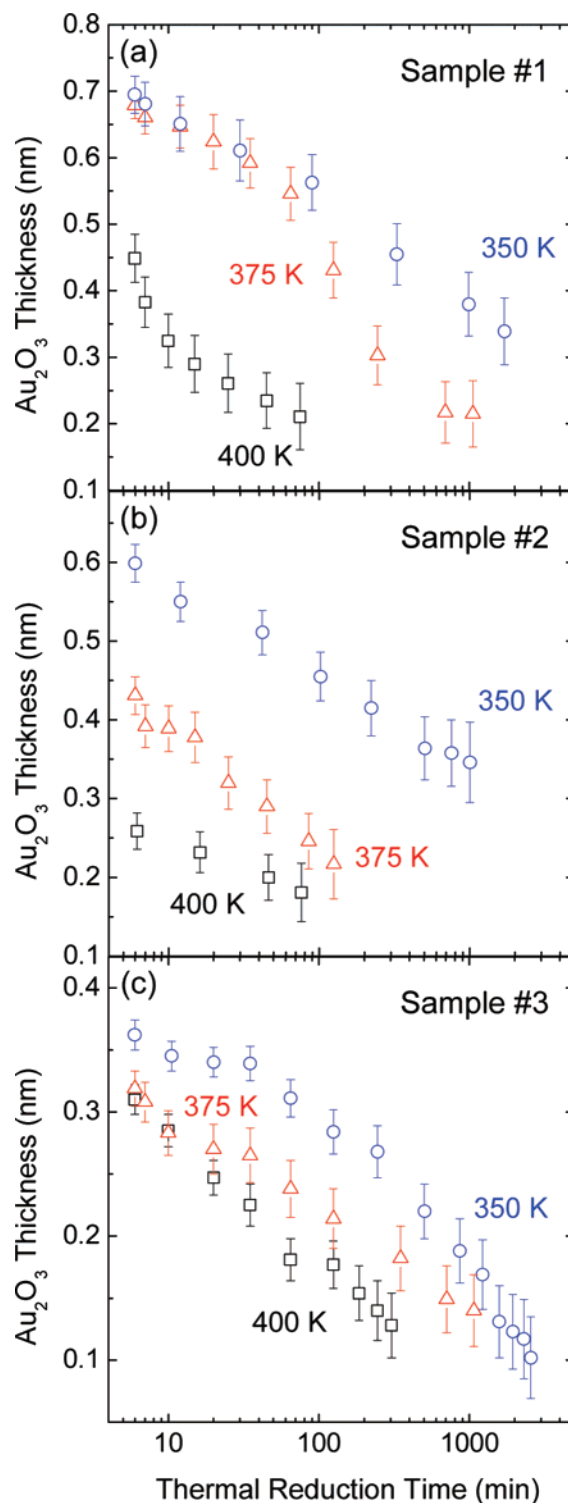 (a)
Sample #1
0.8
0.7
0.6
0.5
0.4
0.3
0.2
0.1
Au₂O₃ Thickness (nm)
350 K
375 K
400 K
(b)
Sample #2
0.6
0.5
0.4
0.3
0.2
0.1
Au₂O₃ Thickness (nm)
350 K
375 K
400 K
(c)
Sample #3
0.4
0.3
0.2
0.1
Au₂O₃ Thickness (nm)
375 K
350 K
400 K
10
100
1000
Thermal Reduction Time (min)